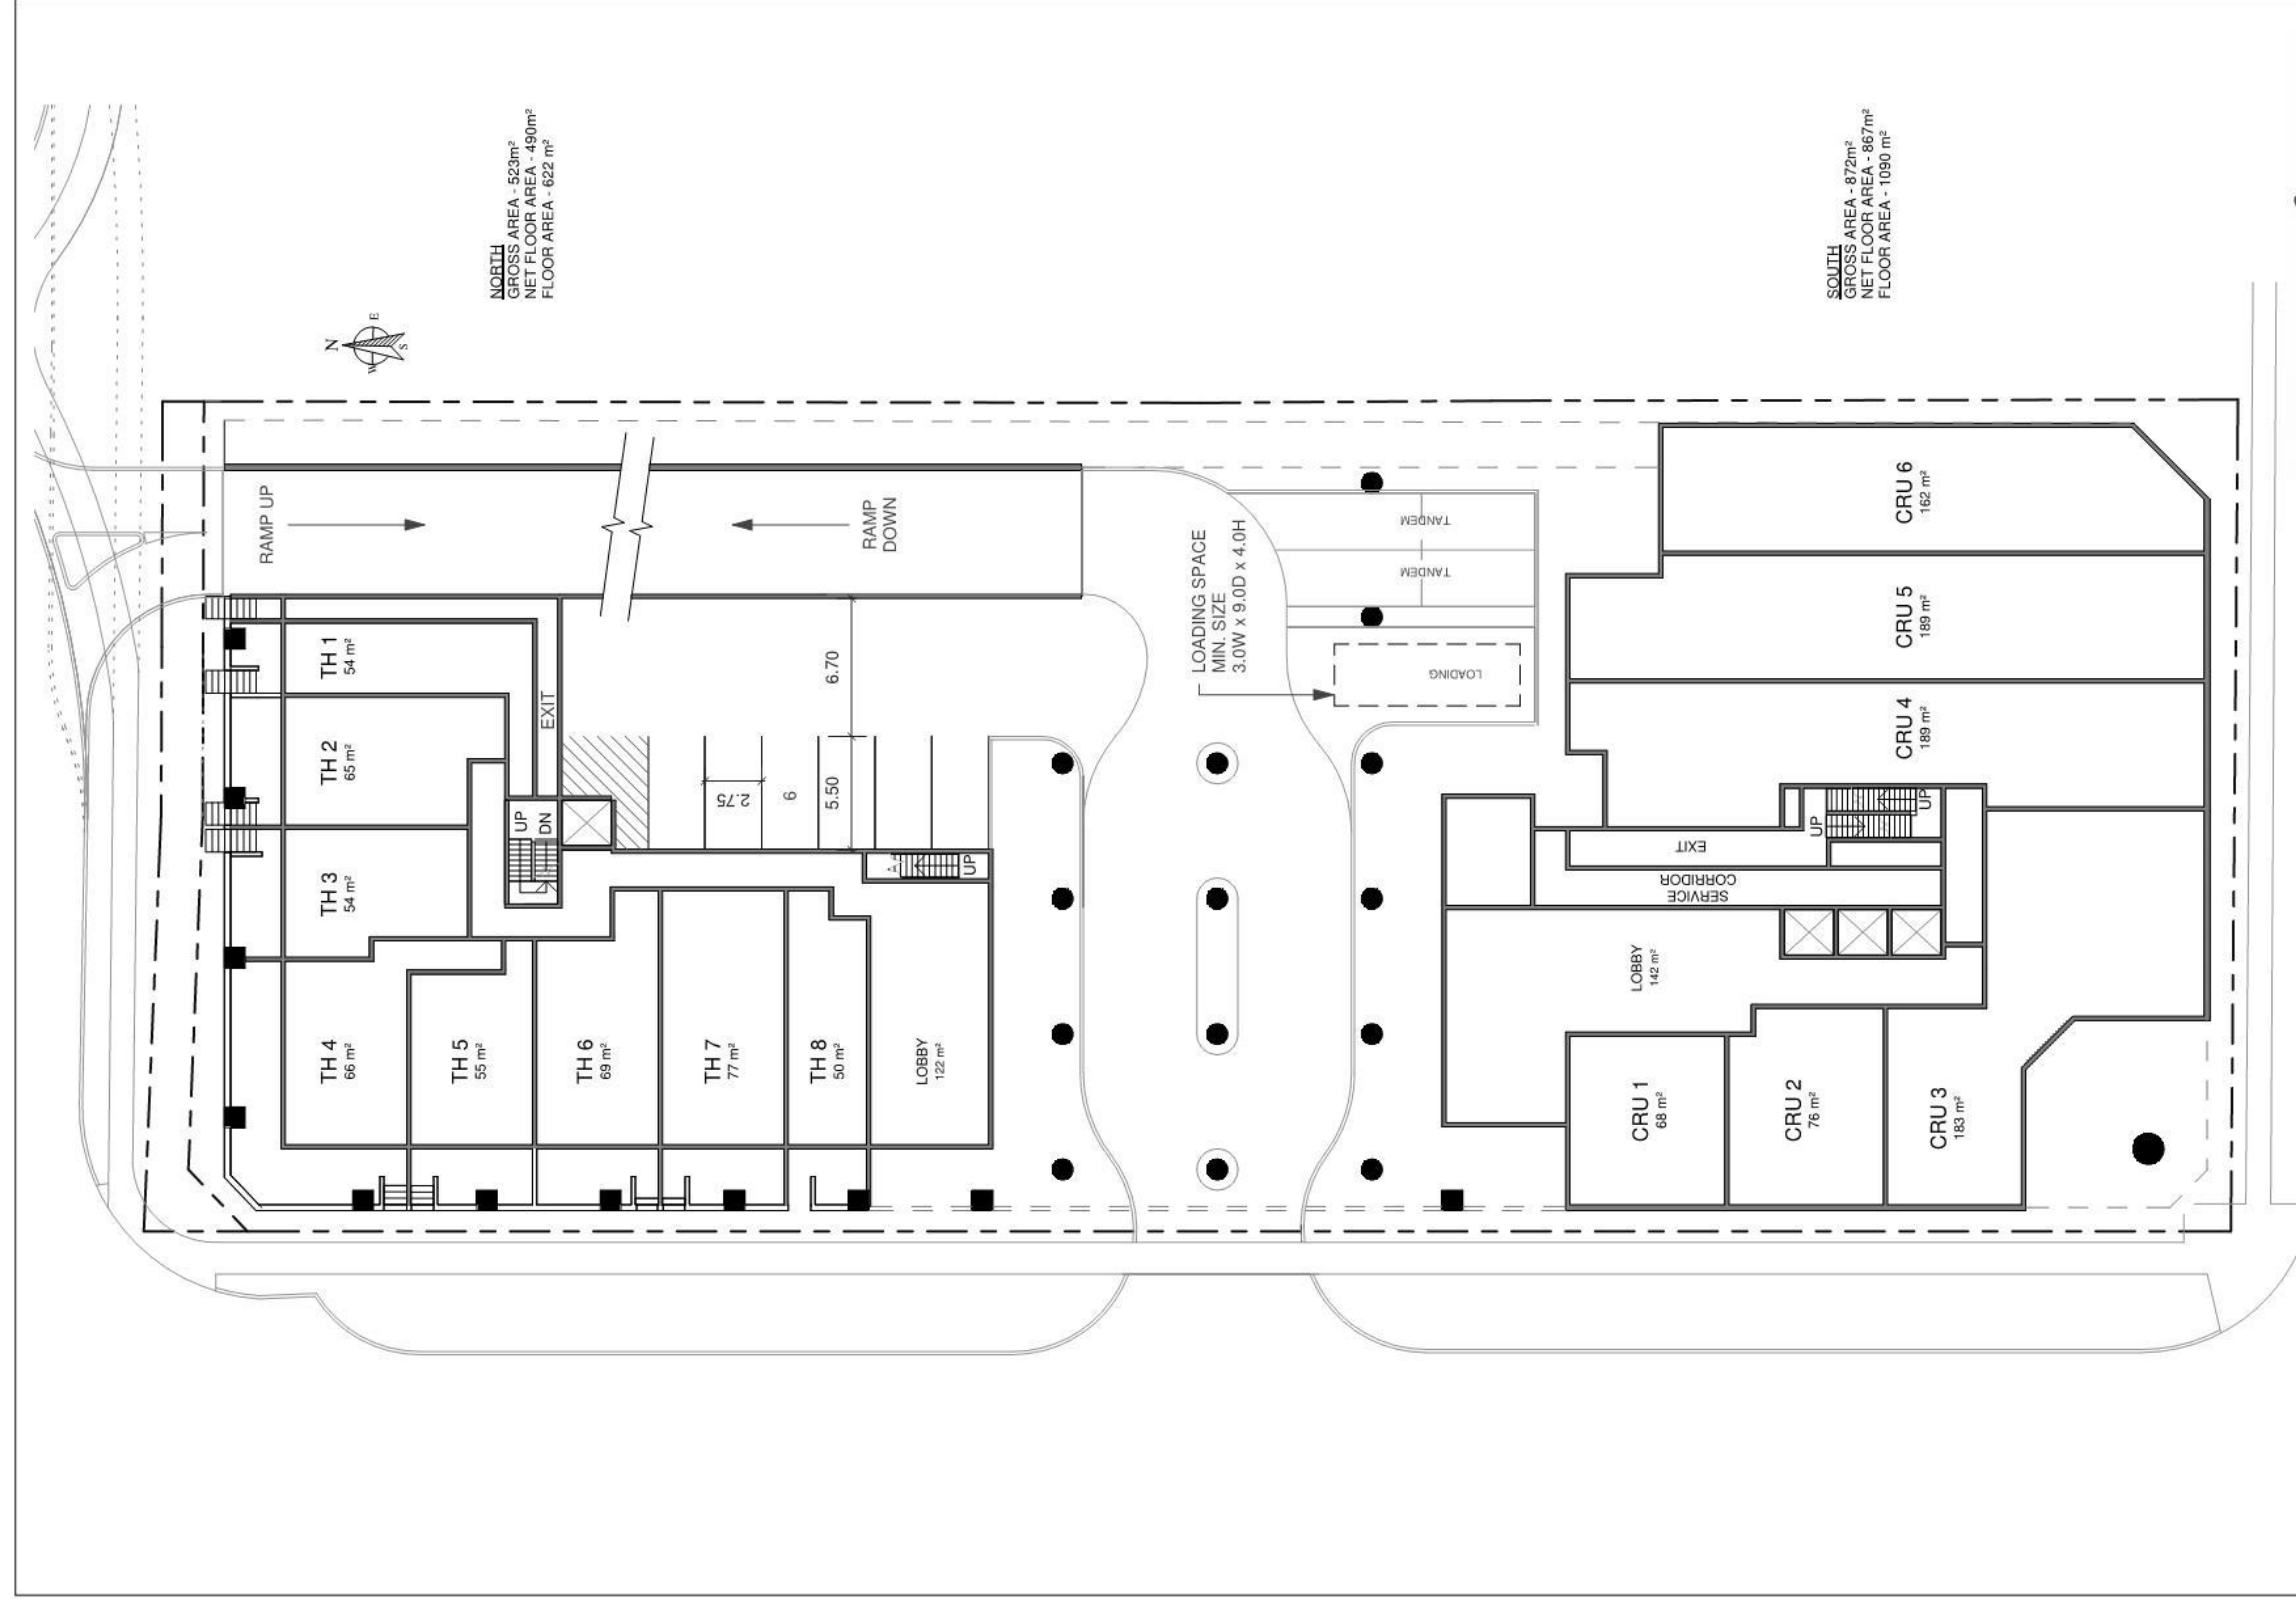 NORTH
GROSS AREA - 523m²
NET FLOOR AREA - 490m²
FLOOR AREA - 622 m²
SOUTH
GROSS AREA - 872m²
NET FLOOR AREA - 867m²
FLOOR AREA - 1090 m²
N
E
S
W
RAMP UP
RAMP
DOWN
TH 1
54 m²
TH 2
65 m²
TH 3
54 m²
TH 4
66 m²
TH 5
55 m²
TH 6
69 m²
TH 7
77 m²
TH 8
50 m²
LOBBY
122 m²
EXIT
UP
DN
UP
2.75
6
5.50
6.70
LOADING SPACE
MIN. SIZE
3.0W x 9.0D x 4.0H
TANDEM
TANDEM
LOADING
CRU 6
162 m²
CRU 5
189 m²
CRU 4
189 m²
UP
UP
EXIT
SERVICE
CORRIDOR
LOBBY
142 m²
CRU 1
68 m²
CRU 2
76 m²
CRU 3
183 m²